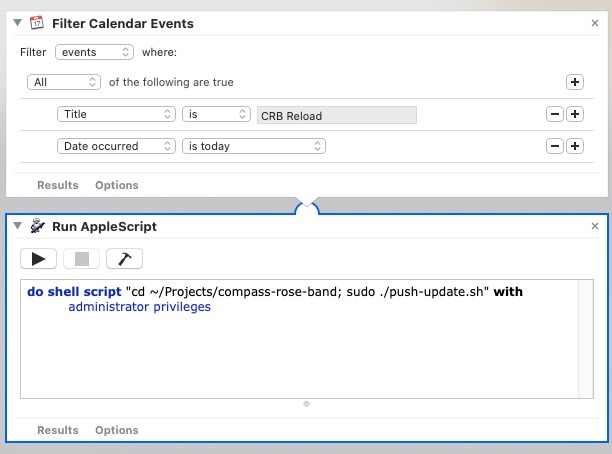 Filter Calendar Events
Filter events where:
All of the following are true
Title is CRB Reload
Date occurred is today
Results Options
Run AppleScript
do shell script "cd ~/Projects/compass-rose-band; sudo ./push-update.sh" with
administrator privileges
Results Options